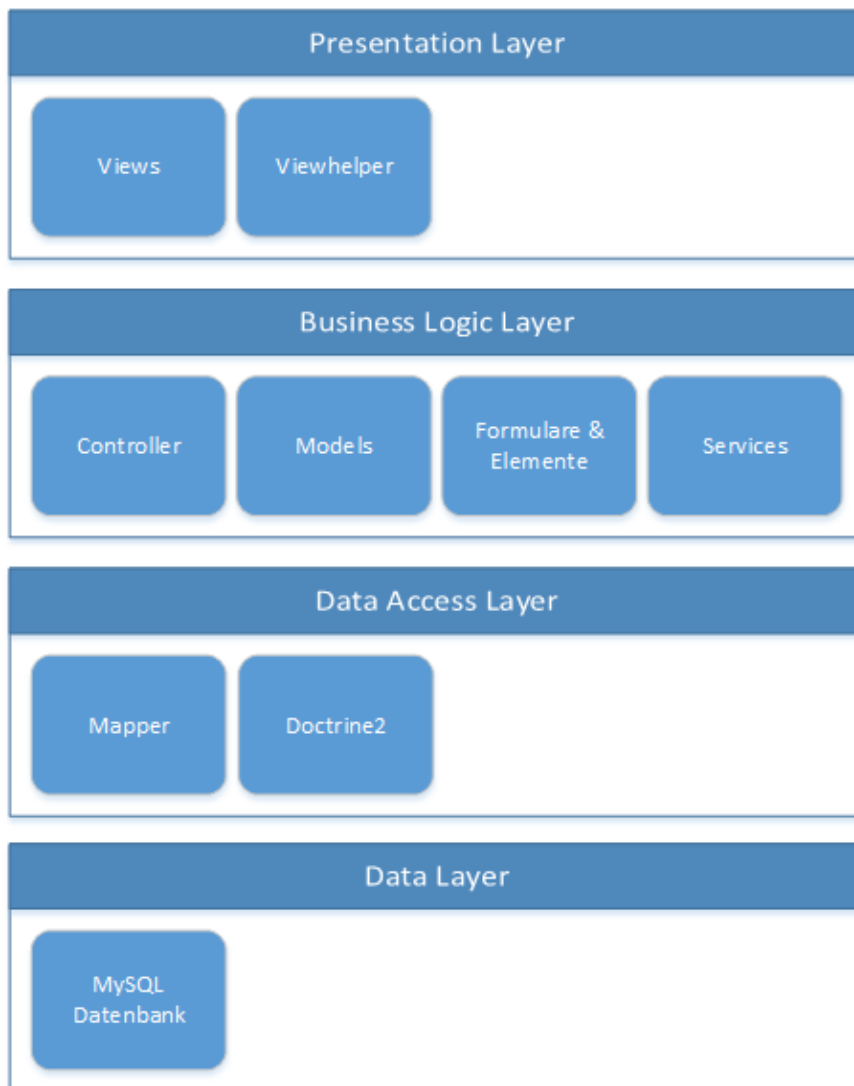 Presentation Layer
Views
Viewhelper
Business Logic Layer
Controller
Models
Formulare &
Elemente
Services
Data Access Layer
Mapper
Doctrine2
Data Layer
MySQL
Datenbank